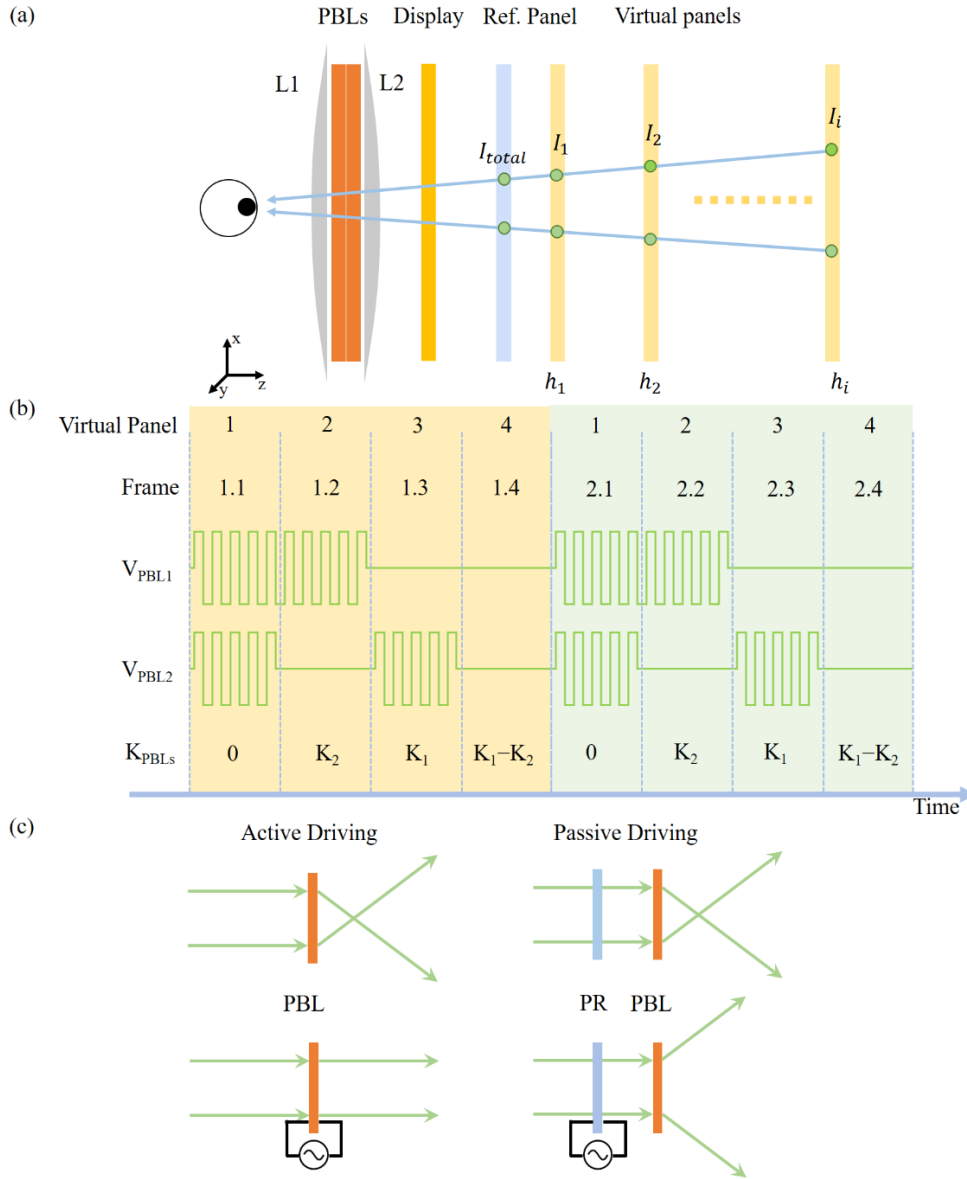 (a)
PBLs Display Ref. Panel Virtual panels
L1 L2
I_total I_1 I_2 I_i
x
y z
h_1 h_2 h_i
(b)
Virtual Panel 1 2 3 4 1 2 3 4
Frame 1.1 1.2 1.3 1.4 2.1 2.2 2.3 2.4
V_PBL1
V_PBL2
K_PBLs 0 K_2 K_1 K_1−K_2 0 K_2 K_1 K_1−K_2
Time
(c)
Active Driving Passive Driving
PBL PR PBL